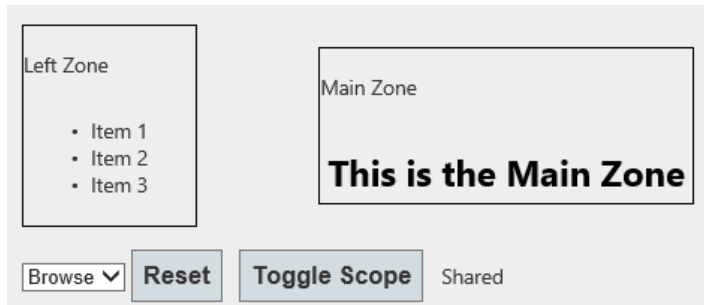 Left Zone
• Item 1
• Item 2
• Item 3
Main Zone
This is the Main Zone
Browse Reset Toggle Scope Shared